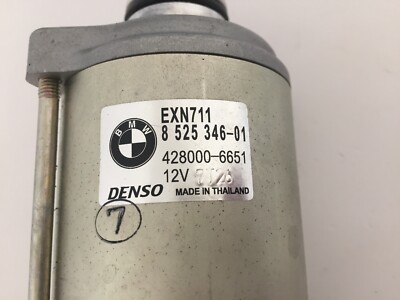 EXN711
BMW
8 525 346-01
428000-6651
12V
DENSO
MADE IN THAILAND
7